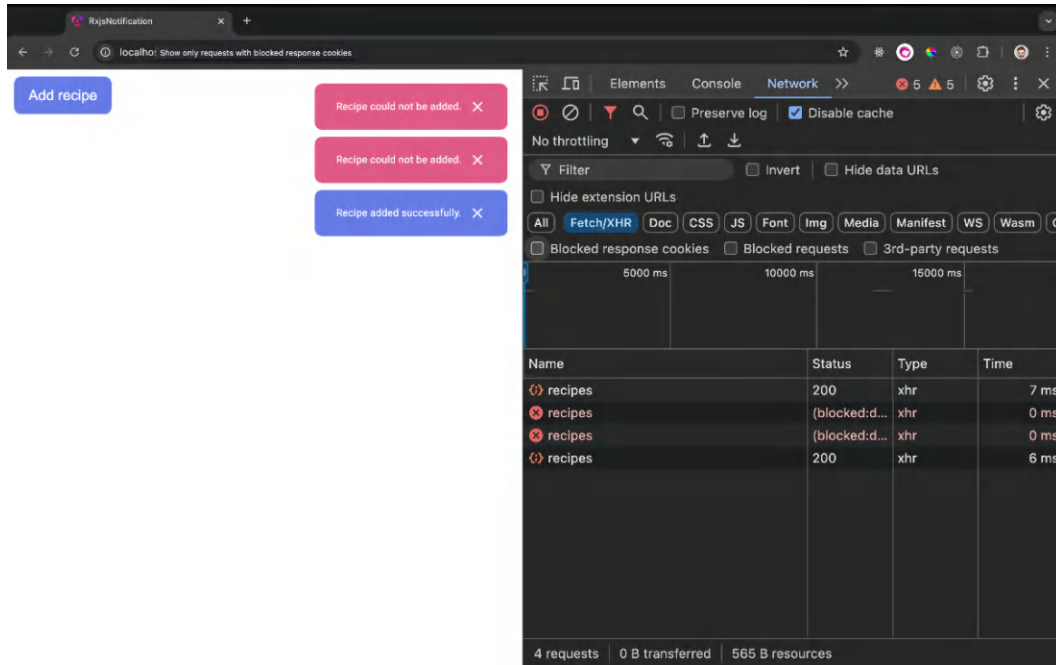 RxjsNotification
localho: Show only requests with blocked response cookies
Add recipe
Recipe could not be added.
Recipe could not be added.
Recipe added successfully.
Elements Console Network 5 5
Preserve log Disable cache
No throttling
Filter Invert Hide data URLs
Hide extension URLs
All Fetch/XHR Doc CSS JS Font Img Media Manifest WS Wasm
Blocked response cookies Blocked requests 3rd-party requests
5000 ms 10000 ms 15000 ms
Name Status Type Time
recipes 200 xhr 7 ms
recipes (blocked:d... xhr 0 ms
recipes (blocked:d... xhr 0 ms
recipes 200 xhr 6 ms
4 requests 0 B transferred 565 B resources